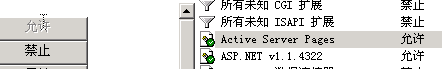 允许
禁止
所有未知 CGI 扩展 禁止
所有未知 ISAPI 扩展 禁止
Active Server Pages 允许
ASP.NET v1.1.4322 允许